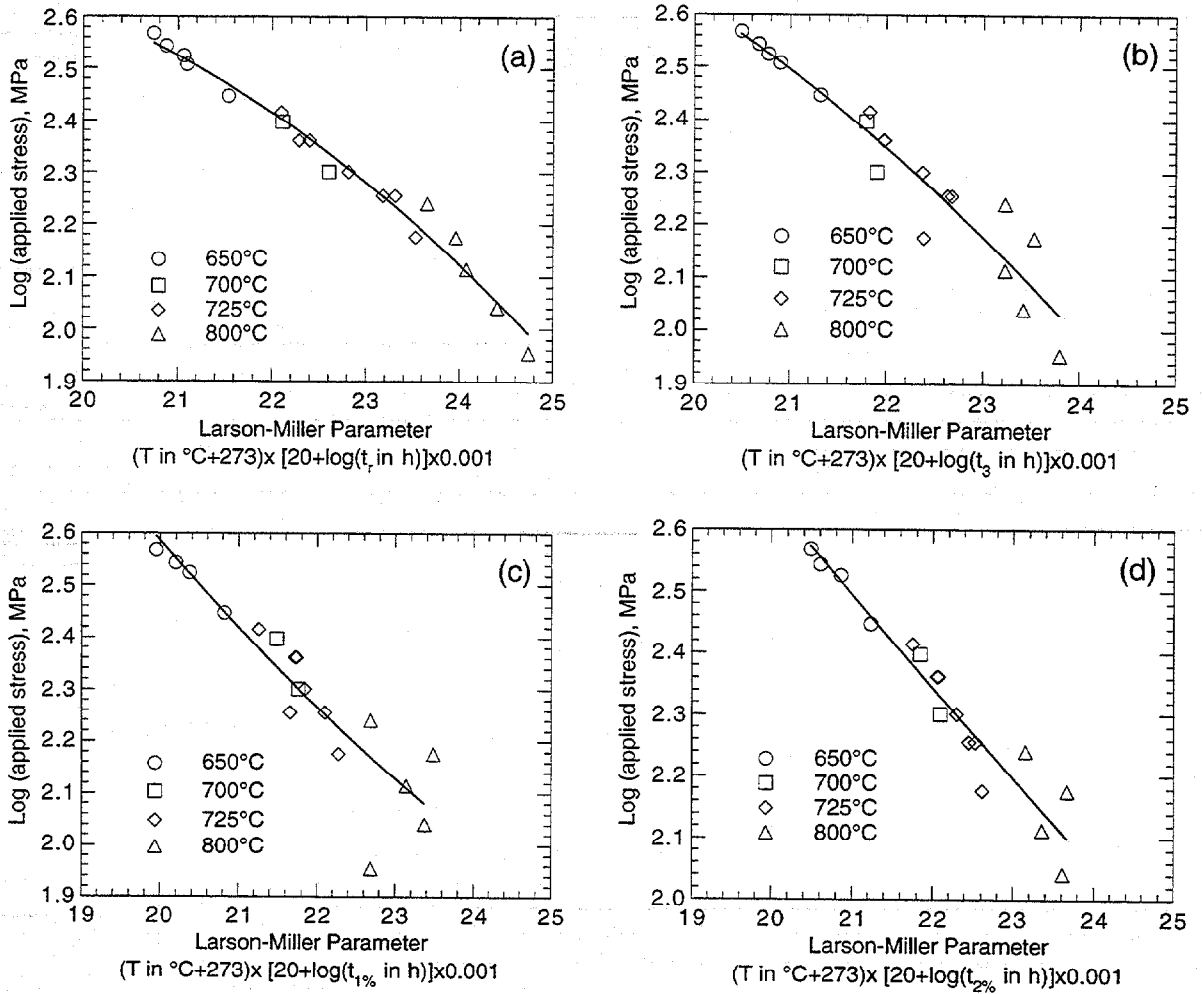 (a)
Log (applied stress), MPa
2.6
2.5
2.4
2.3
2.2
2.1
2.0
1.9
650°C
700°C
725°C
800°C
20 21 22 23 24 25
Larson-Miller Parameter
(T in °C+273)x [20+log(t_r in h)]x0.001
(b)
Log (applied stress), MPa
2.6
2.5
2.4
2.3
2.2
2.1
2.0
1.9
650°C
700°C
725°C
800°C
20 21 22 23 24 25
Larson-Miller Parameter
(T in °C+273)x [20+log(t_3 in h)]x0.001
(c)
Log (applied stress), MPa
2.6
2.5
2.4
2.3
2.2
2.1
2.0
1.9
650°C
700°C
725°C
800°C
19 20 21 22 23 24 25
Larson-Miller Parameter
(T in °C+273)x [20+log(t_1% in h)]x0.001
(d)
Log (applied stress), MPa
2.6
2.5
2.4
2.3
2.2
2.1
2.0
650°C
700°C
725°C
800°C
19 20 21 22 23 24 25
Larson-Miller Parameter
(T in °C+273)x [20+log(t_2% in h)]x0.001